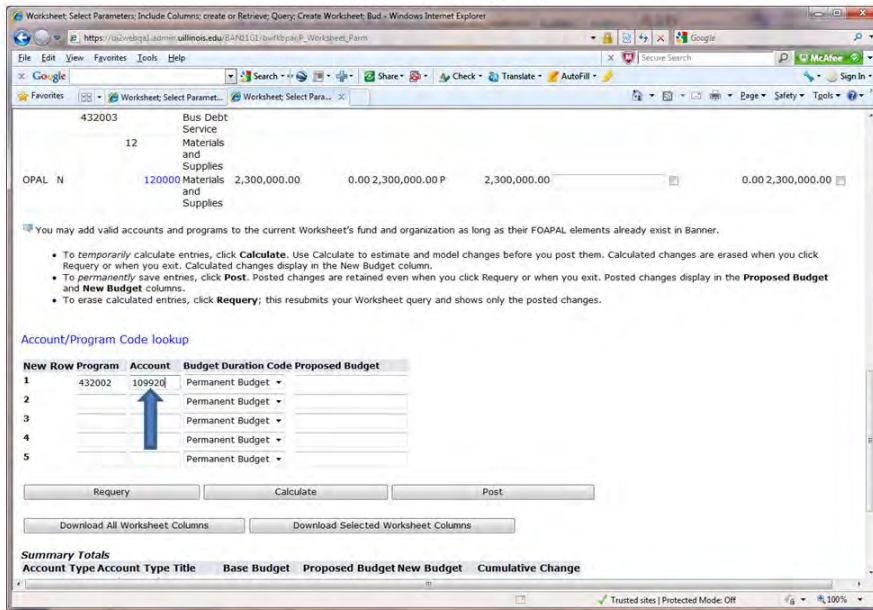 Worksheet; Select Parameters; Include Columns; create or Retrieve; Query; Create Worksheet; Bud - Windows Internet Explorer
Google
File Edit View Favorites Tools Help
Secure Search McAfee
Google Search Share Check Translate AutoFill Sign In
Favorites Worksheet; Select Paramet... Worksheet; Select Para... Page Safety Tools
432003 Bus Debt
Service
12 Materials
and
Supplies
OPAL N 120000 Materials 2,300,000.00 0.00 2,300,000.00 P 2,300,000.00 0.00 2,300,000.00
and
Supplies
You may add valid accounts and programs to the current Worksheet's fund and organization as long as their FOAPAL elements already exist in Banner.
• To temporarily calculate entries, click Calculate. Use Calculate to estimate and model changes before you post them. Calculated changes are erased when you click
Requery or when you exit. Calculated changes display in the New Budget column.
• To permanently save entries, click Post. Posted changes are retained even when you click Requery or when you exit. Posted changes display in the Proposed Budget
and New Budget columns.
• To erase calculated entries, click Requery; this resubmits your Worksheet query and shows only the posted changes.
Account/Program Code lookup
New Row Program Account Budget Duration Code Proposed Budget
1 432002 109920 Permanent Budget
2 Permanent Budget
3 Permanent Budget
4 Permanent Budget
5 Permanent Budget
Requery Calculate Post
Download All Worksheet Columns Download Selected Worksheet Columns
Summary Totals
Account Type Account Type Title Base Budget Proposed Budget New Budget Cumulative Change
Trusted sites | Protected Mode: Off 100%